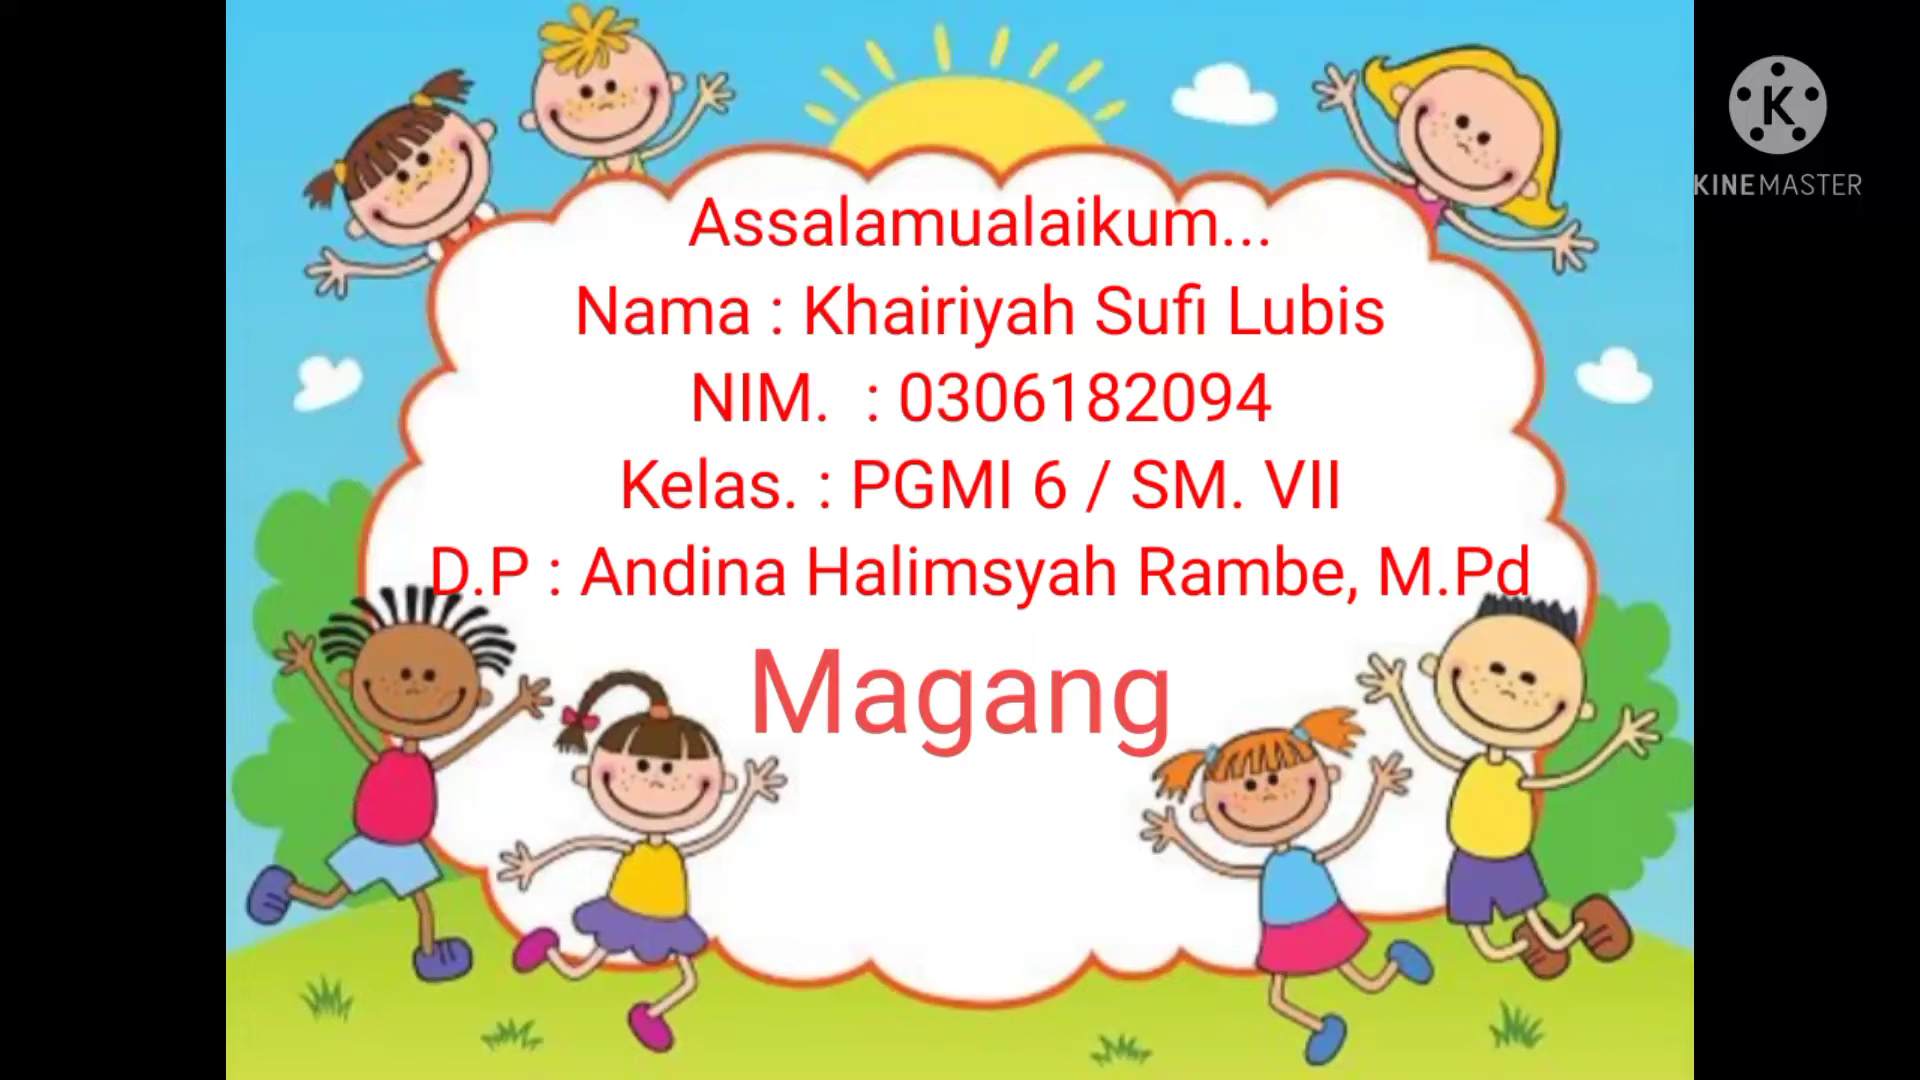 Assalamualaikum...
Nama : Khairiyah Sufi Lubis
NIM. : 0306182094
Kelas. : PGMI 6 / SM. VII
D.P : Andina Halimsyah Rambe, M.Pd
Magang
K
KINEMASTER